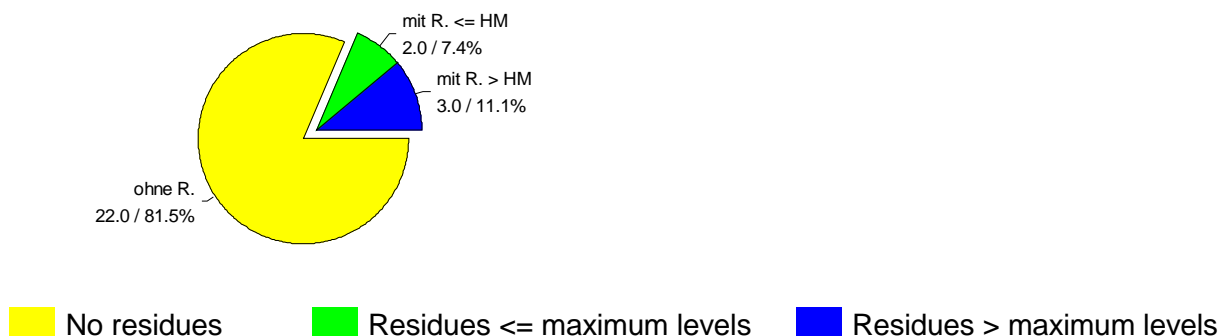 mit R. <= HM
2.0 / 7.4%
mit R. > HM
3.0 / 11.1%
ohne R.
22.0 / 81.5%
No residues
Residues <= maximum levels
Residues > maximum levels